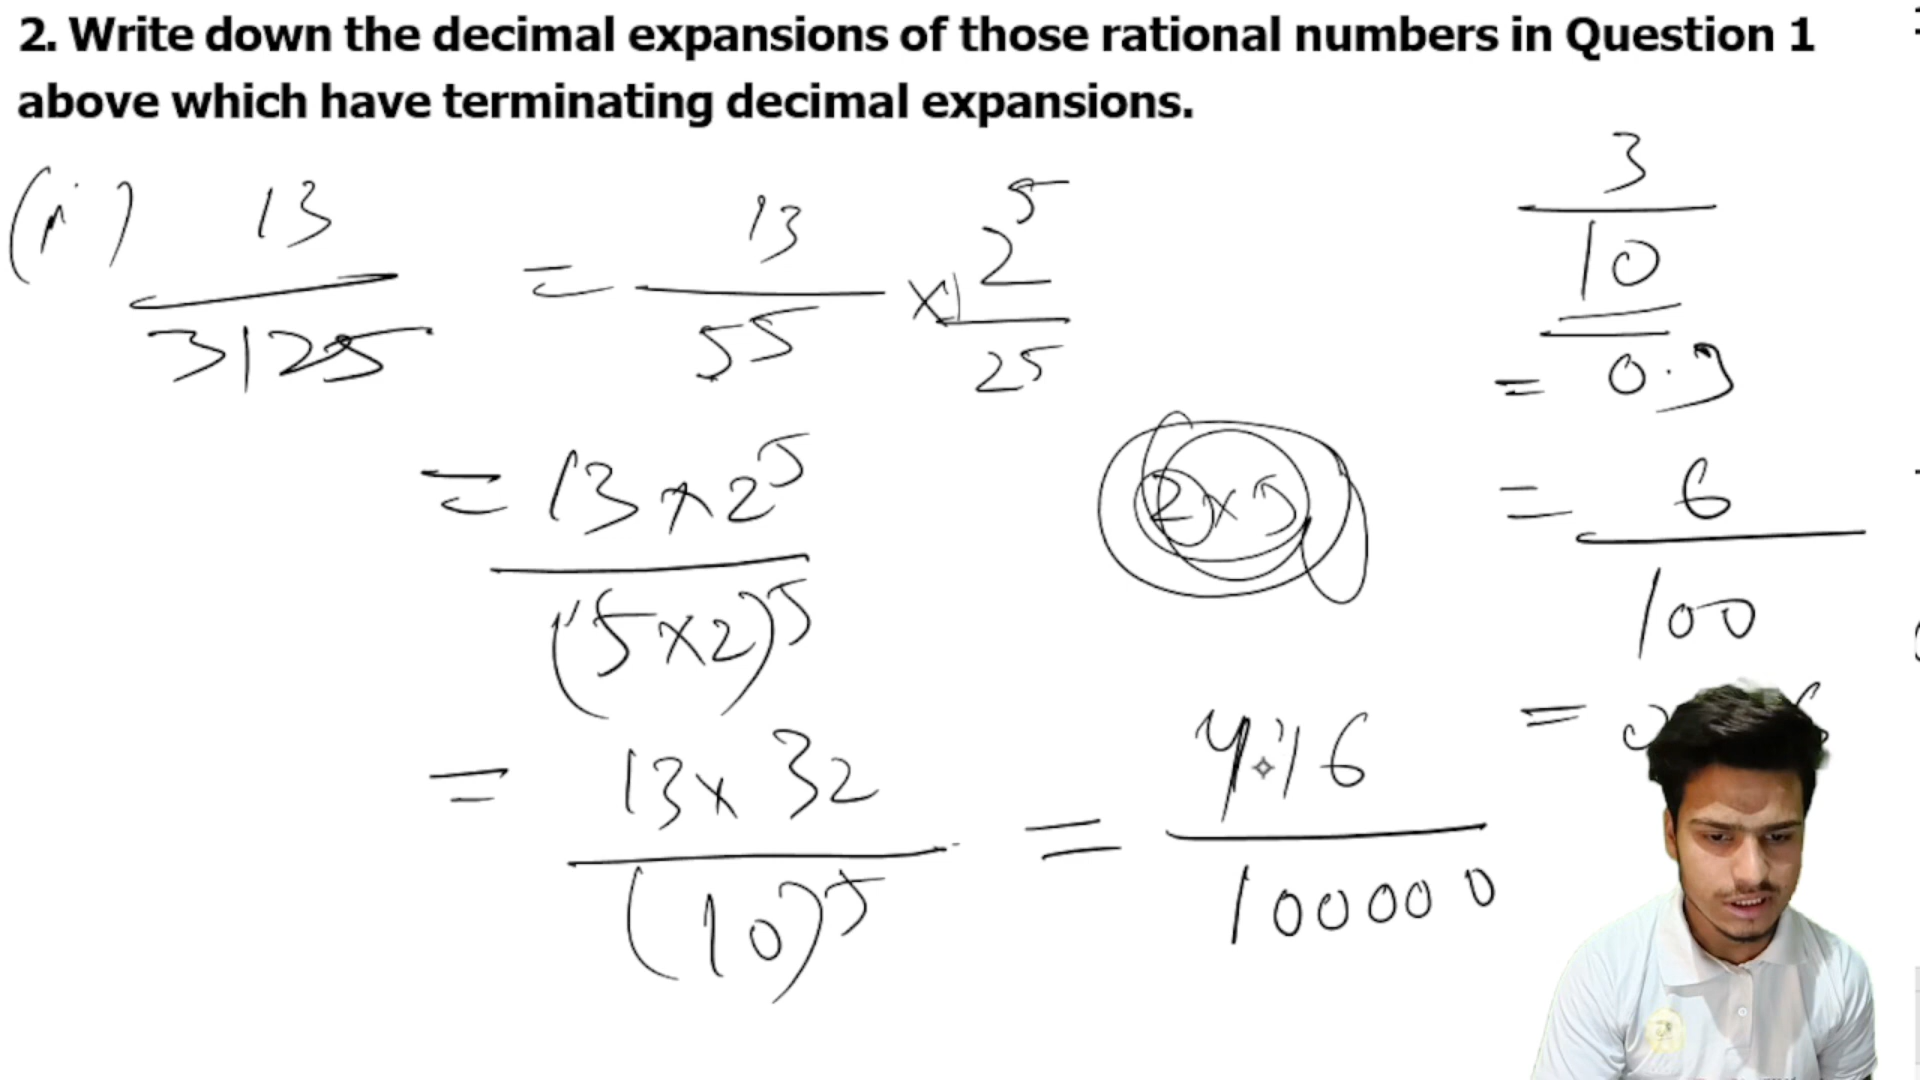 2. Write down the decimal expansions of those rational numbers in Question 1
above which have terminating decimal expansions.
(i) 13/3125 = 13/5^5 × 2^5/2^5
= 13 × 2^5/(5 × 2)^5
2 × 5
= 13 × 32/(10)^5 = 416/100000
3/10
= 0.3
= 6/100